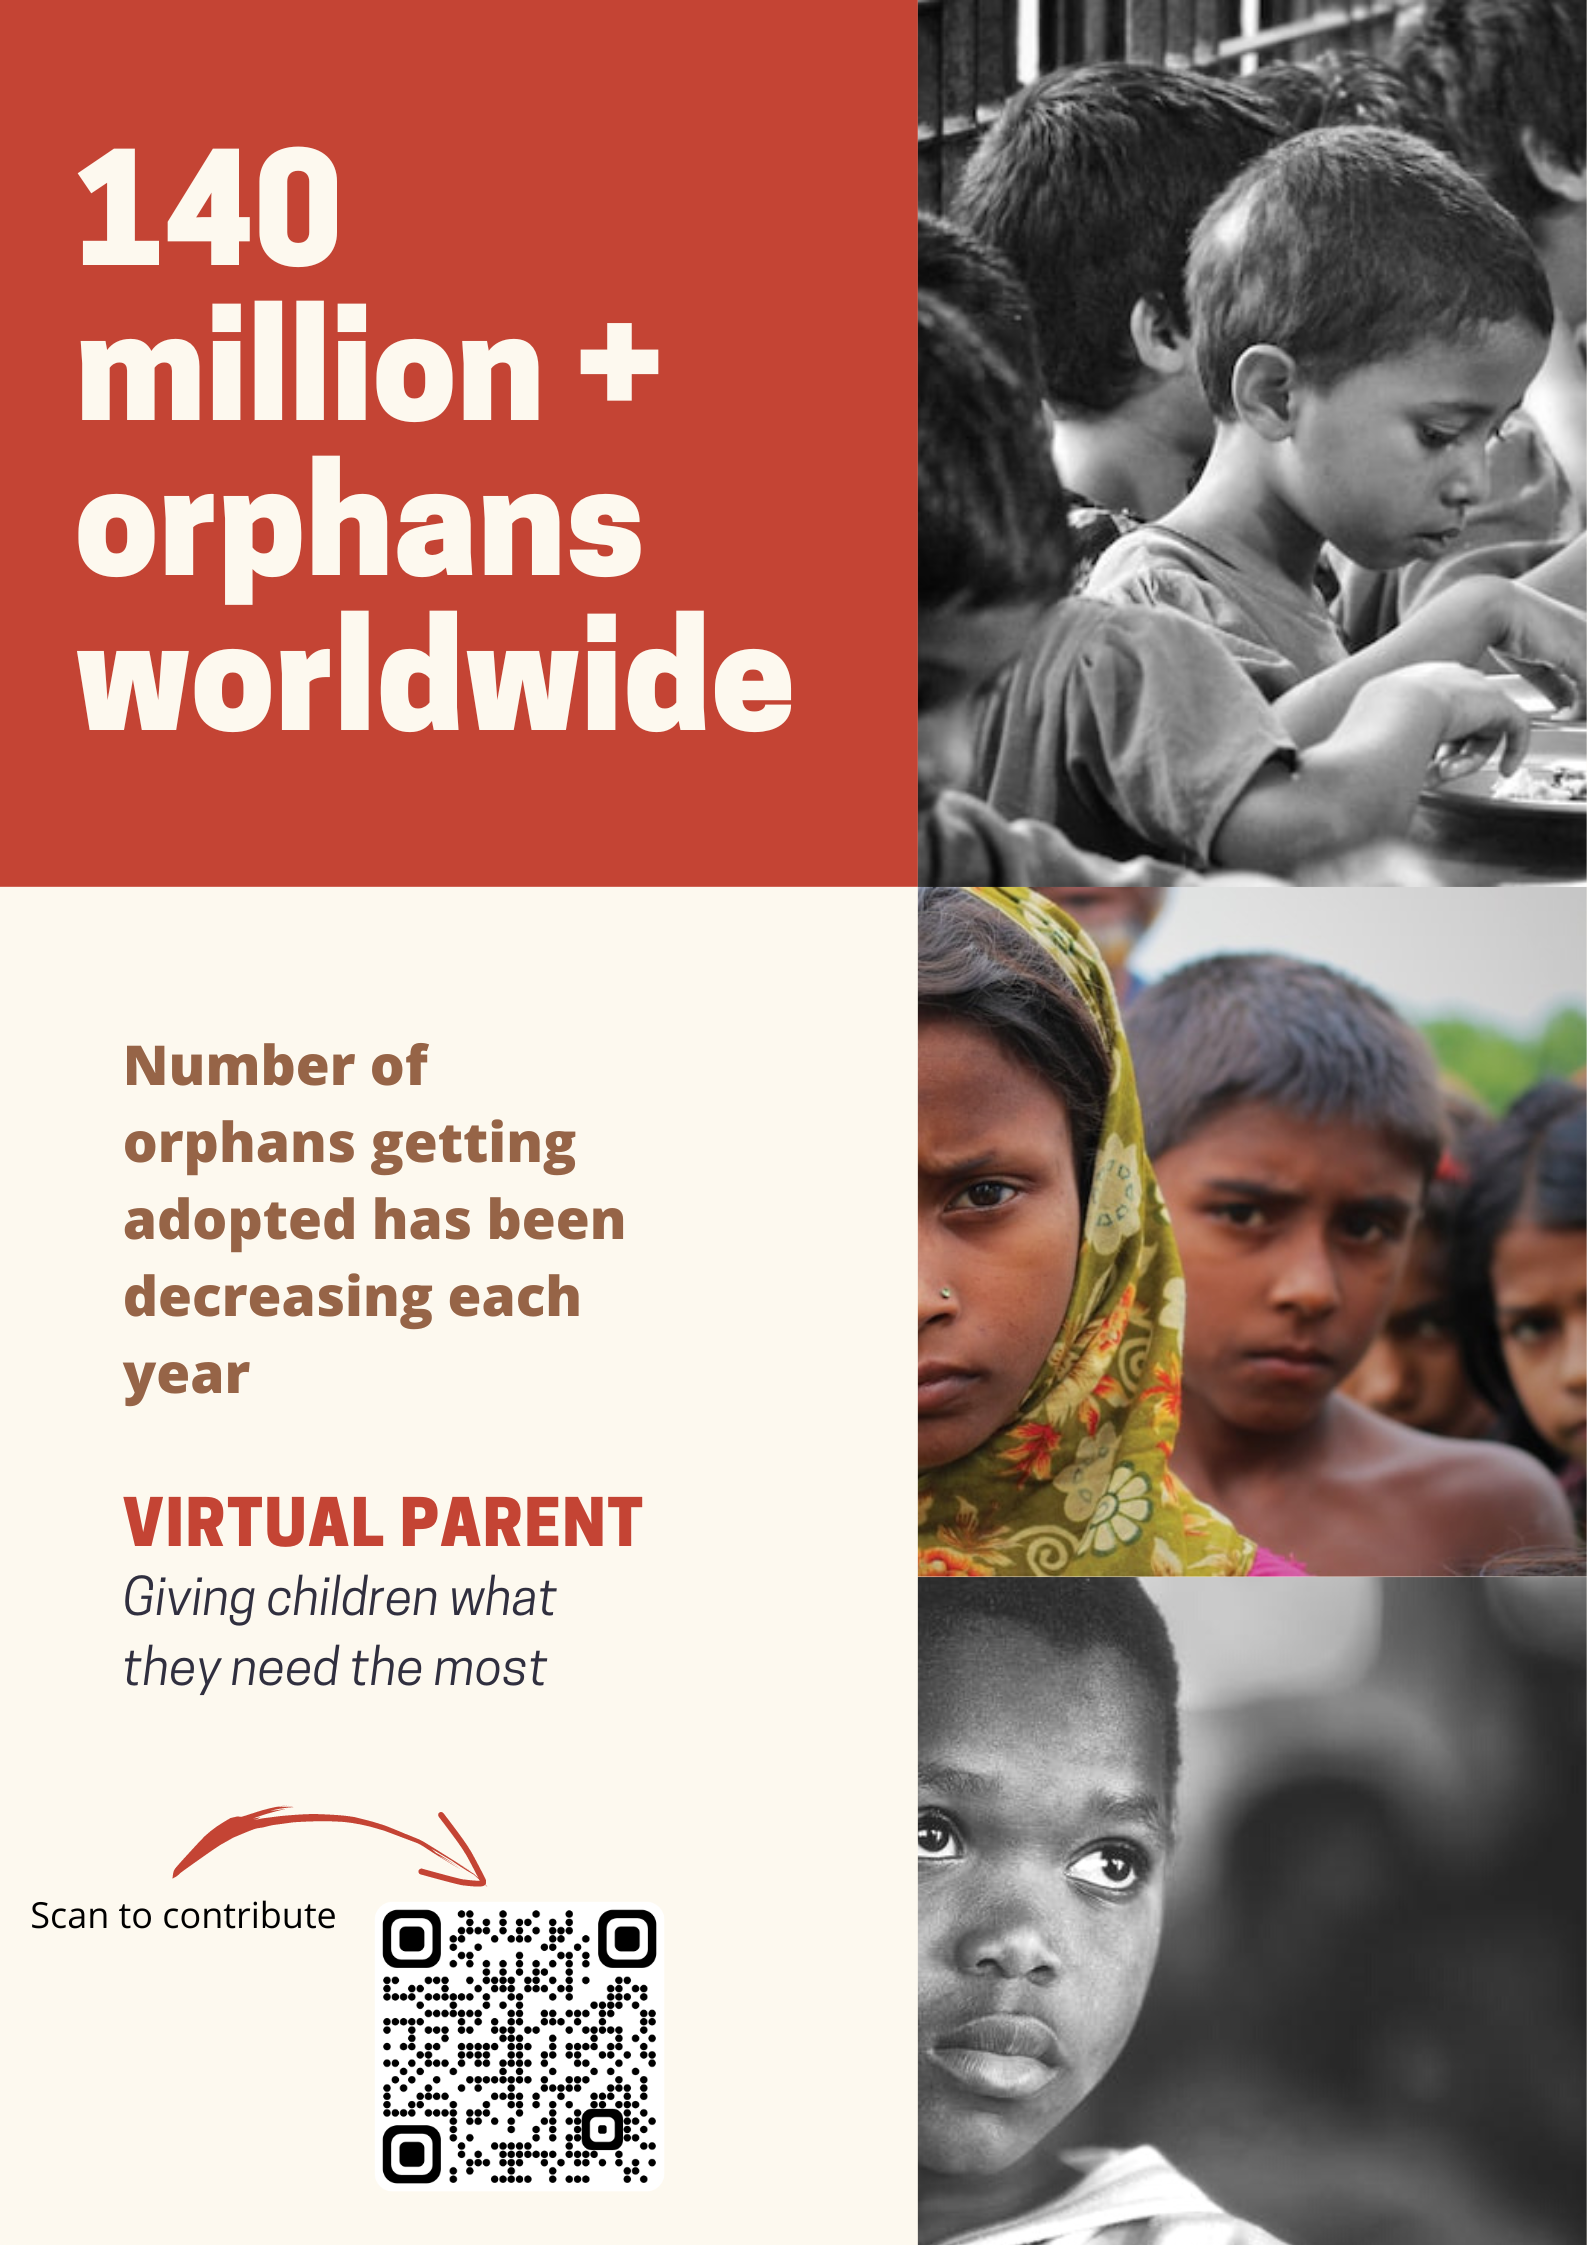 140
million +
orphans
worldwide
Number of
orphans getting
adopted has been
decreasing each
year
VIRTUAL PARENT
Giving children what
they need the most
Scan to contribute